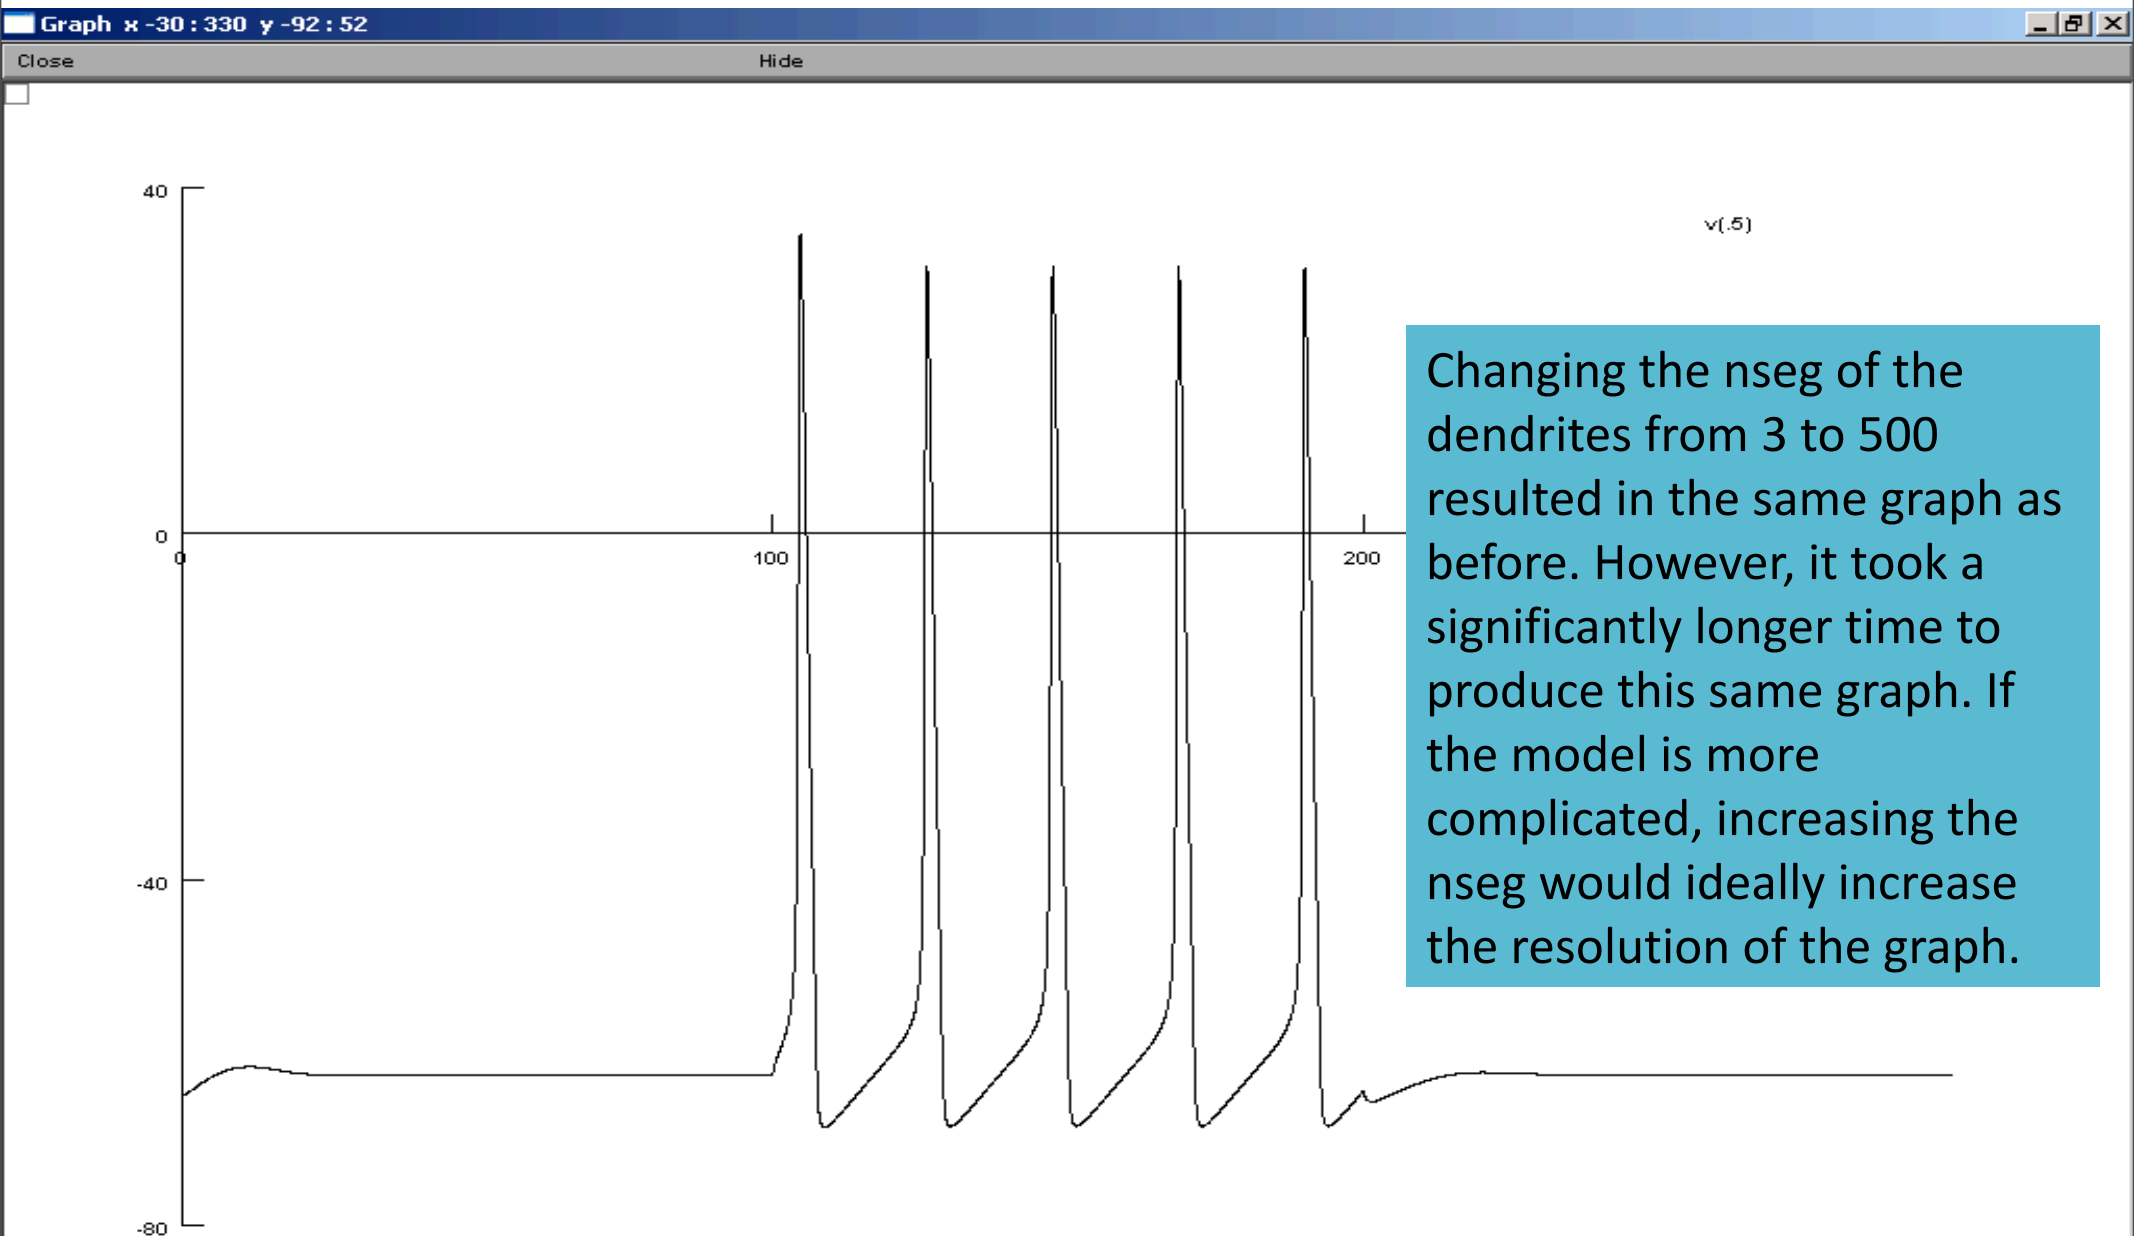 Graph x -30 : 330 y -92 : 52
Close Hide
40
v(.5)
0
0 100 200
-40
-80
Changing the nseg of the
dendrites from 3 to 500
resulted in the same graph as
before. However, it took a
significantly longer time to
produce this same graph. If
the model is more
complicated, increasing the
nseg would ideally increase
the resolution of the graph.